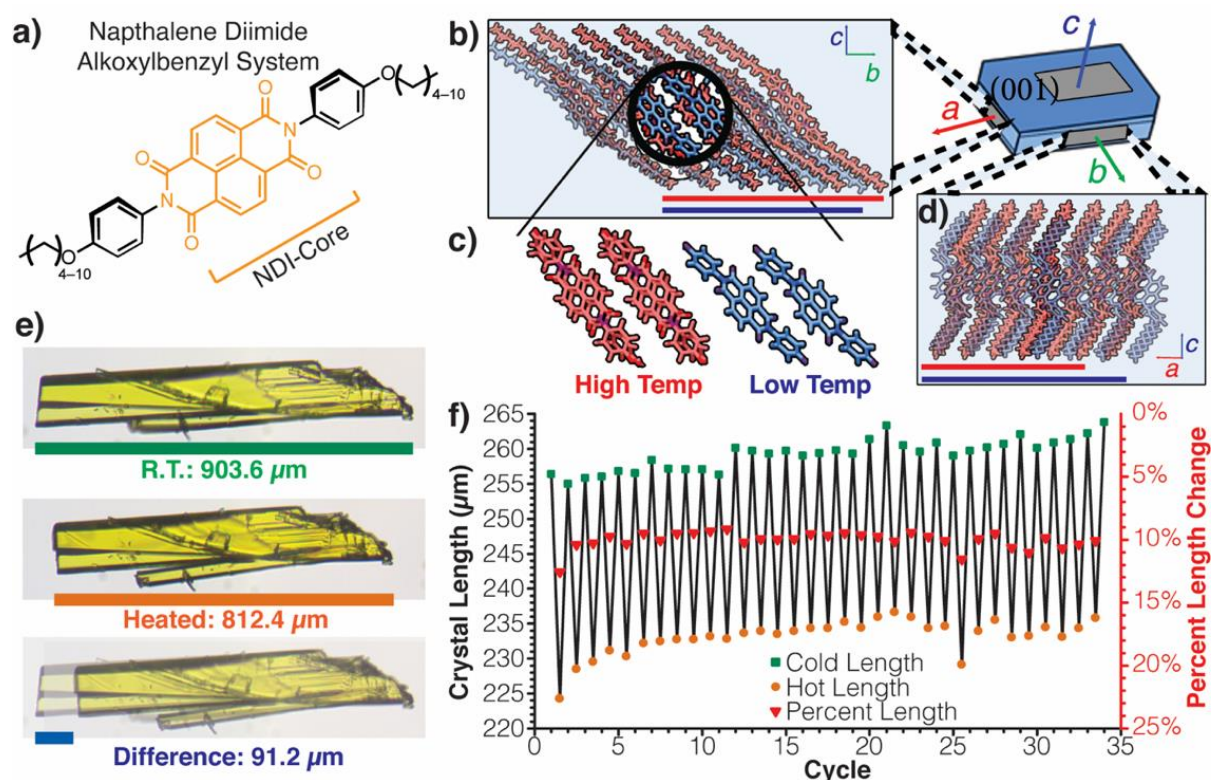 a)
Napthalene Diimide
Alkoxylbenzyl System
O
4–10
O
O
N
N
O
O
O
4–10
NDI-Core
b)
c
b
c
(001)
a
b
c)
High Temp
Low Temp
d)
c
a
e)
R.T.: 903.6 µm
Heated: 812.4 µm
Difference: 91.2 µm
f)
Crystal Length (µm)
265
260
255
250
245
240
235
230
225
220
0
5
10
15
20
25
30
35
Cycle
Cold Length
Hot Length
Percent Length
0%
5%
10%
15%
20%
25%
Percent Length Change